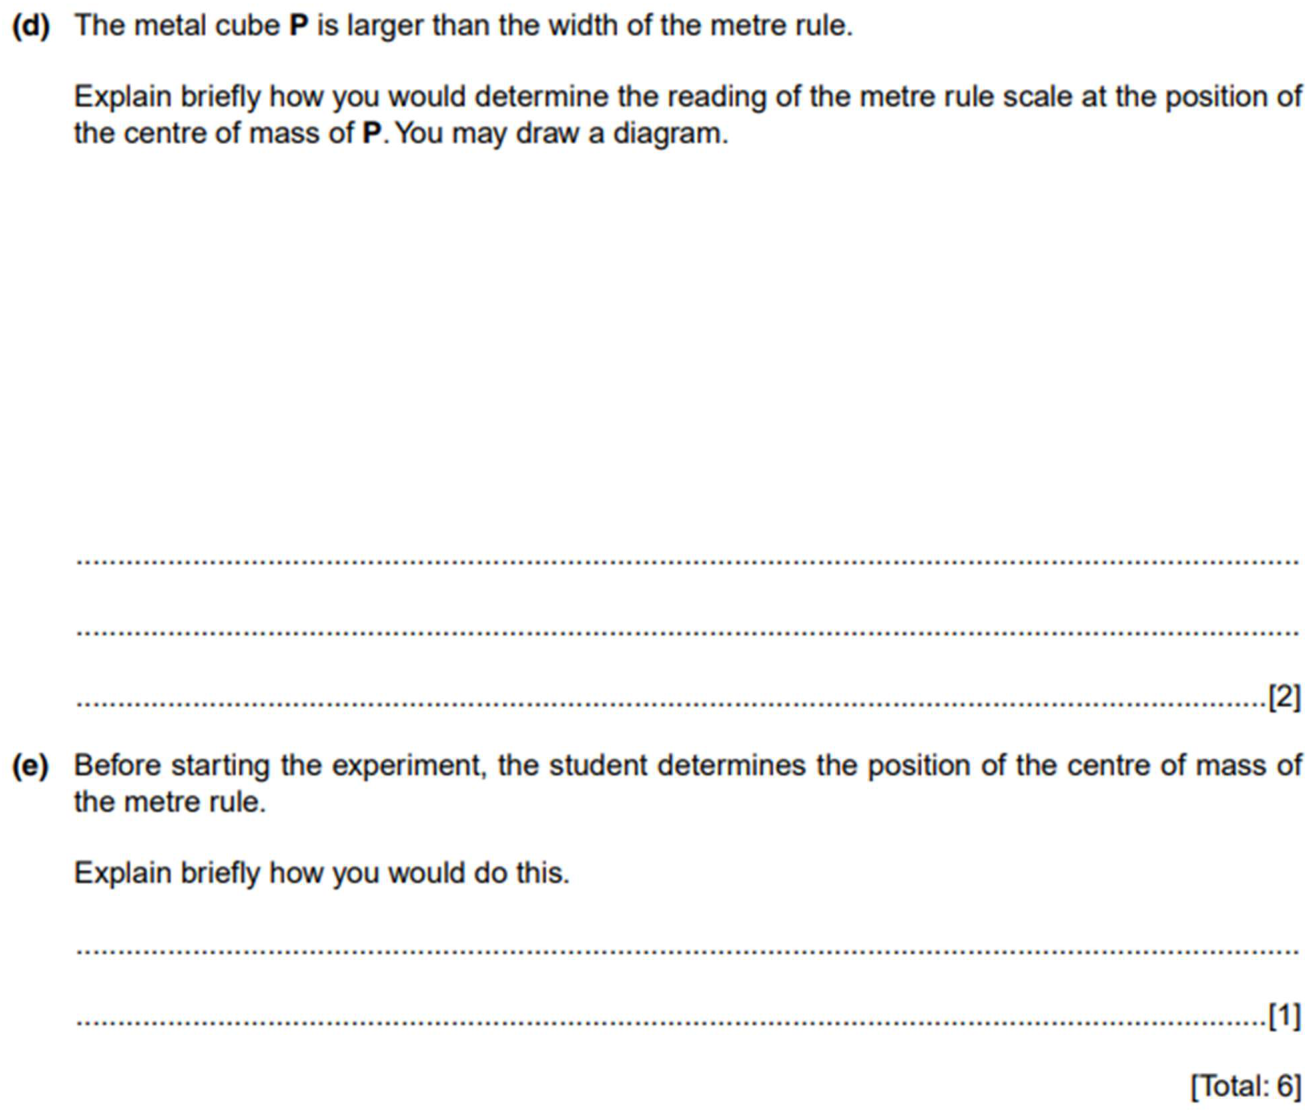 (d) The metal cube P is larger than the width of the metre rule.
Explain briefly how you would determine the reading of the metre rule scale at the position of
the centre of mass of P. You may draw a diagram.
..........................................................................................................................................................
..........................................................................................................................................................
......................................................................................................................................................[2]
(e) Before starting the experiment, the student determines the position of the centre of mass of
the metre rule.
Explain briefly how you would do this.
..........................................................................................................................................................
......................................................................................................................................................[1]
[Total: 6]